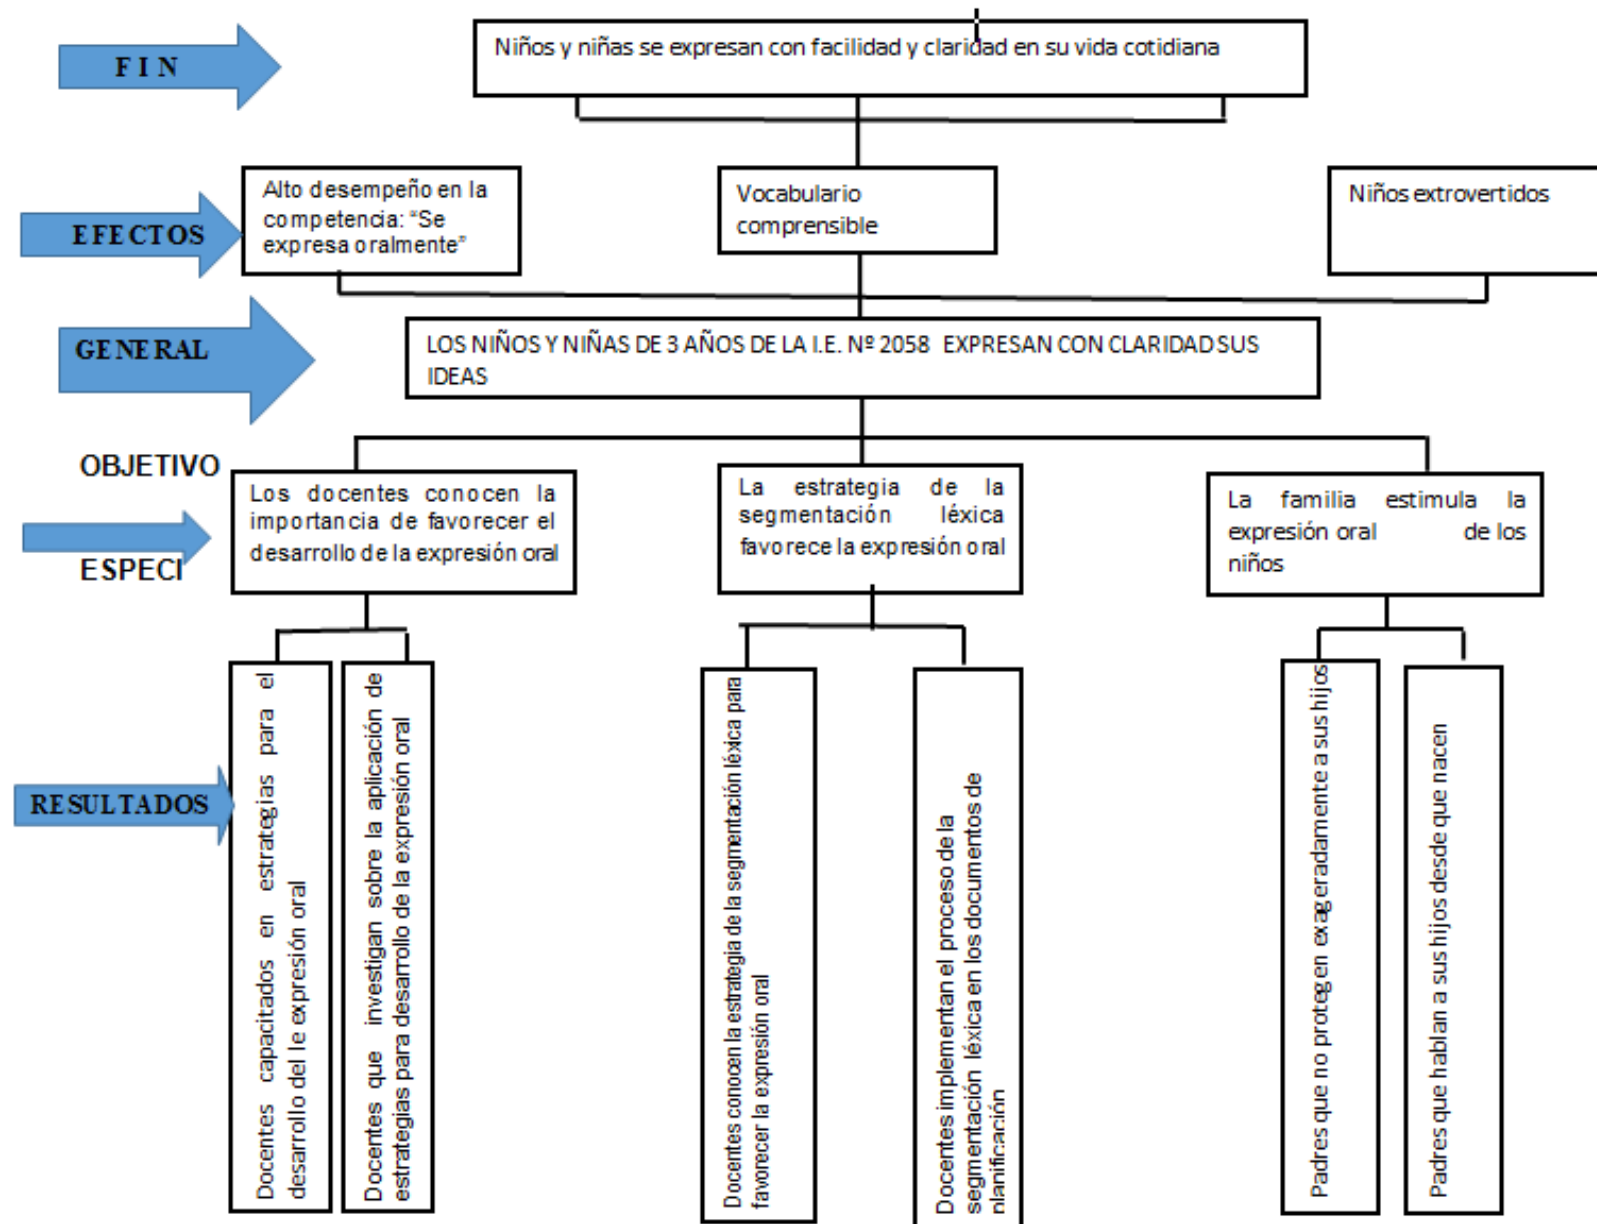 FIN
Niños y niñas se expresan con facilidad y claridad en su vida cotidiana
EFECTOS
Alto desempeño en la
competencia: “Se
expresa oralmente”
Vocabulario
comprensible
Niños extrovertidos
GENERAL
LOS NIÑOS Y NIÑAS DE 3 AÑOS DE LA I.E. Nº 2058 EXPRESAN CON CLARIDAD SUS
IDEAS
OBJETIVO
ESPECI
Los docentes conocen la
importancia de favorecer el
desarrollo de la expresión oral
La estrategia de la
segmentación léxica
favorece la expresión oral
La familia estimula la
expresión oral de los
niños
RESULTADOS
Docentes capacitados en estrategias para el
desarrollo del le expresión oral
Docentes que investigan sobre la aplicación de
estrategias para desarrollo de la expresión oral
Docentes conocen la estrategia de la segmentación léxica para
favorecer la expresión oral
Docentes implementan el proceso de la
segmentación léxica en los documentos de
planificación
Padres que no protegen exageradamente a sus hijos
Padres que hablan a sus hijos desde que nacen